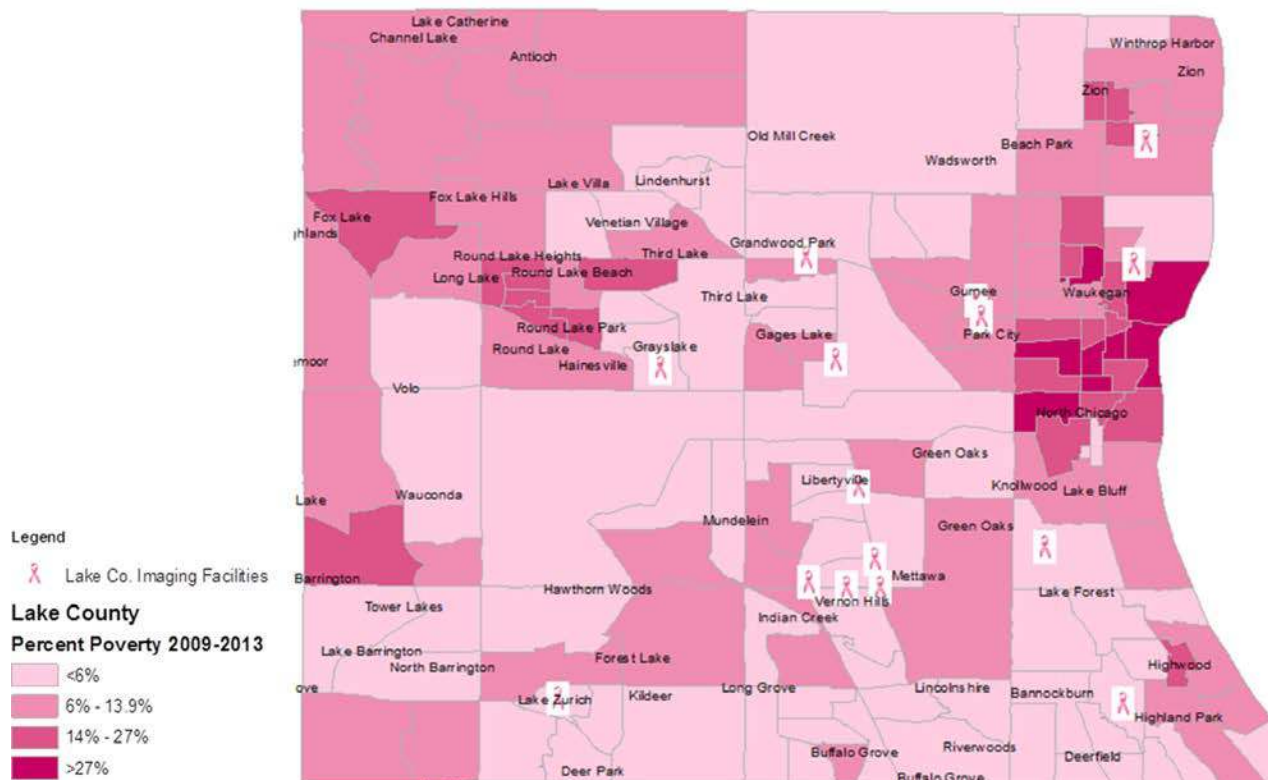 Lake Catherine
Channel Lake
Winthrop Harbor
Antioch
Zion
Zion
Old Mill Creek
Beach Park
Wadsworth
Lake Villa
Lindenhurst
Fox Lake Hills
Fox Lake
Venetian Village
ghlands
Grandwood Park
Third Lake
Round Lake Heights
Round Lake Beach
Long Lake
Gurnee
Waukegan
Third Lake
Round Lake Park
Gages Lake
Park City
Round Lake
Grayslake
Hainesville
emoor
Volo
North Chicago
Green Oaks
Libertyville
Knollwood
Lake Bluff
Lake
Wauconda
Mundelein
Green Oaks
Legend
Lake Co. Imaging Facilities
Barrington
Mettawa
Hawthorn Woods
Lake Forest
Vernon Hills
Tower Lakes
Indian Creek
Lake County
Percent Poverty 2009-2013
Lake Barrington
North Barrington
Forest Lake
Highwood
<6%
ove
Lake Zurich
Kildeer
Long Grove
Lincolnshire
Bannockburn
6% - 13.9%
Highland Park
14% - 27%
Buffalo Grove
Riverwoods
Deerfield
>27%
Deer Park
Buffalo Grove